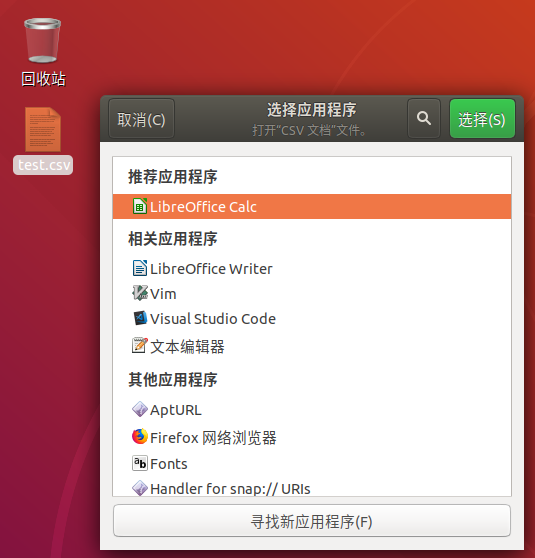 回收站
test.csv
取消(C)
选择应用程序
打开“CSV 文档”文件。
选择(S)
推荐应用程序
LibreOffice Calc
相关应用程序
LibreOffice Writer
Vim
Visual Studio Code
文本编辑器
其他应用程序
AptURL
Firefox 网络浏览器
Fonts
Handler for snap:// URIs
寻找新应用程序(F)